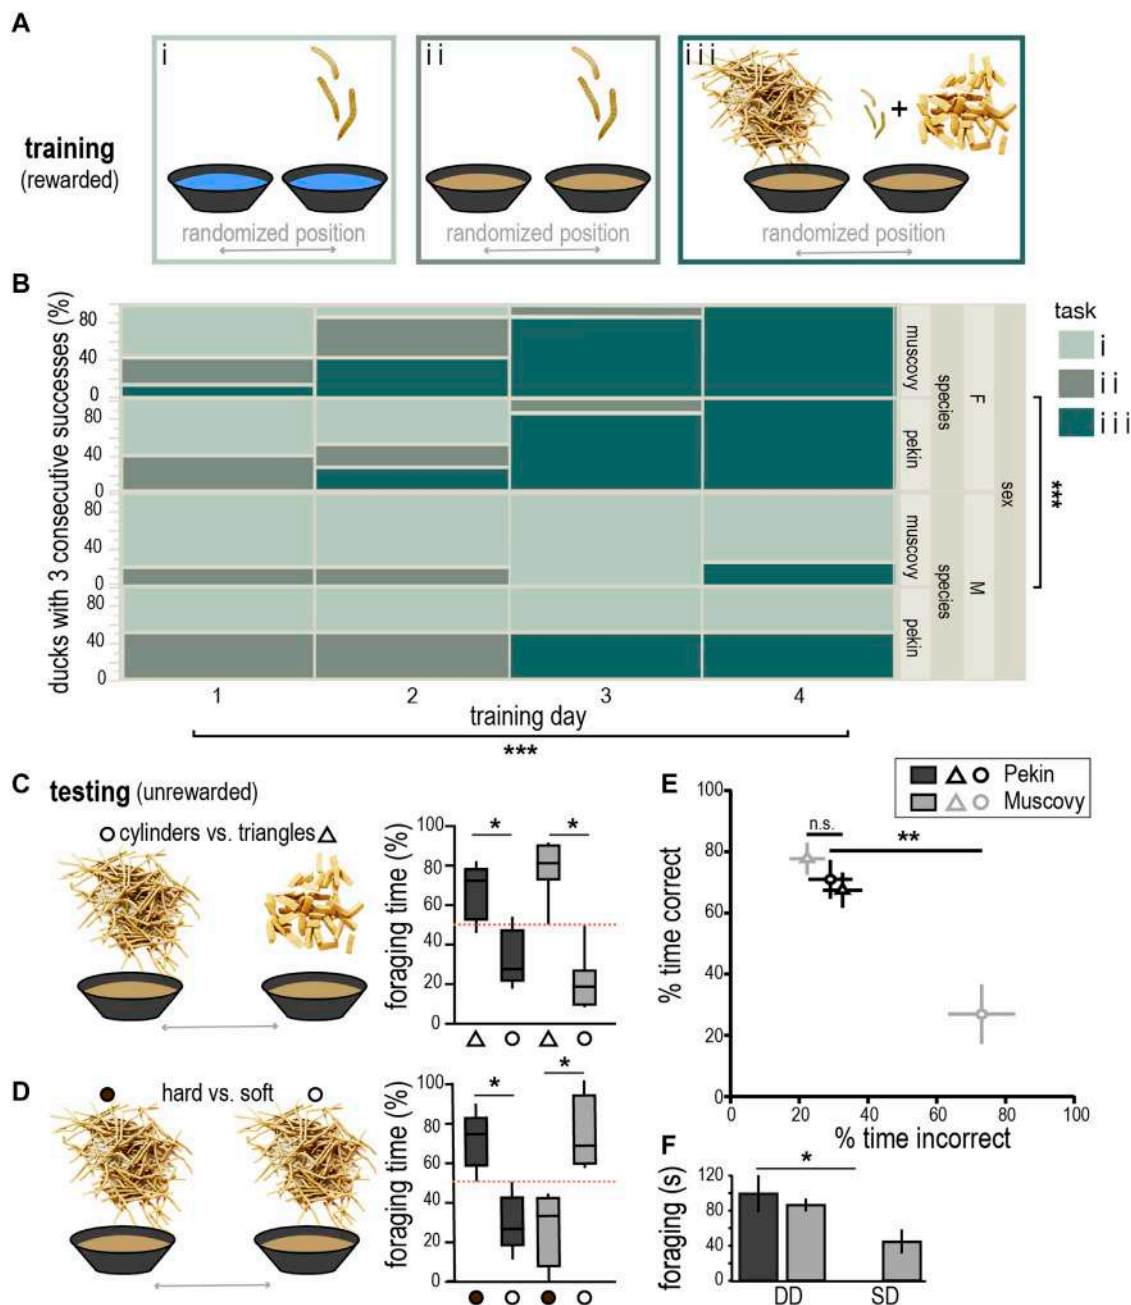 A
i
ii
iii
+
training
(rewarded)
randomized position
randomized position
randomized position
B
ducks with 3 consecutive successes (%)
80
40
0
80
40
0
80
40
0
80
40
0
1
2
3
4
training day
***
muscovy
pekin
muscovy
pekin
species
species
F
M
sex
***
task
i
ii
iii
C
testing (unrewarded)
cylinders vs. triangles
foraging time (%)
100
80
60
40
20
0
*
*
D
hard vs. soft
foraging time (%)
100
80
60
40
20
0
*
*
E
Pekin
Muscovy
% time correct
100
80
60
40
20
0
20
40
60
80
100
% time incorrect
n.s.
**
F
foraging (s)
120
80
40
0
*
DD
SD